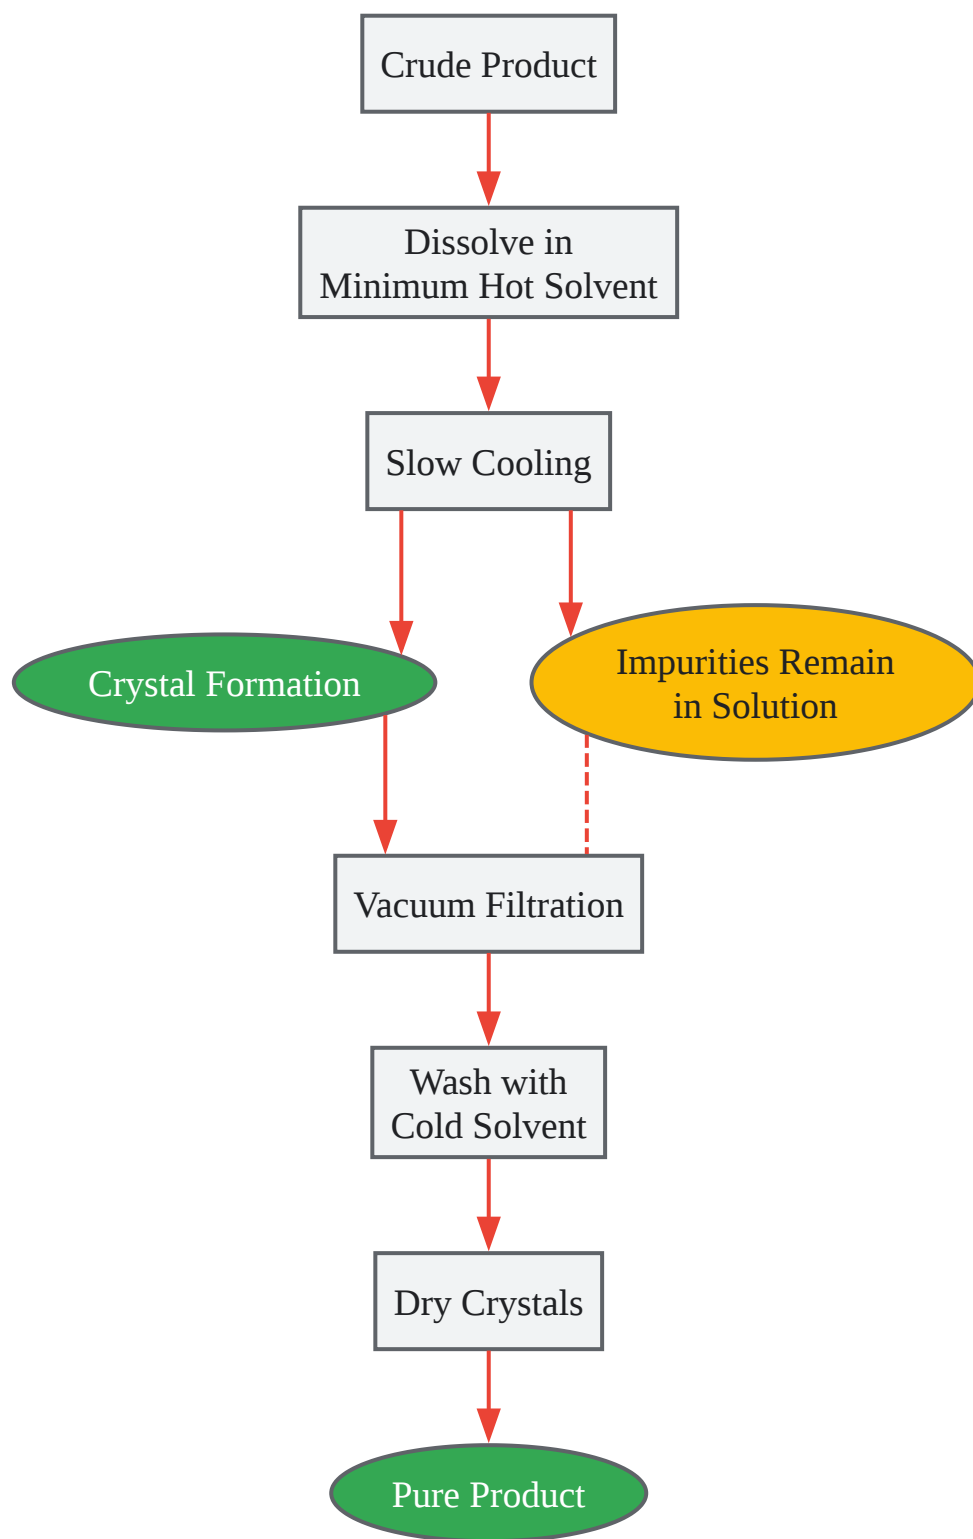 Crude Product
Dissolve in
Minimum Hot Solvent
Slow Cooling
Crystal Formation
Impurities Remain
in Solution
Vacuum Filtration
Wash with
Cold Solvent
Dry Crystals
Pure Product